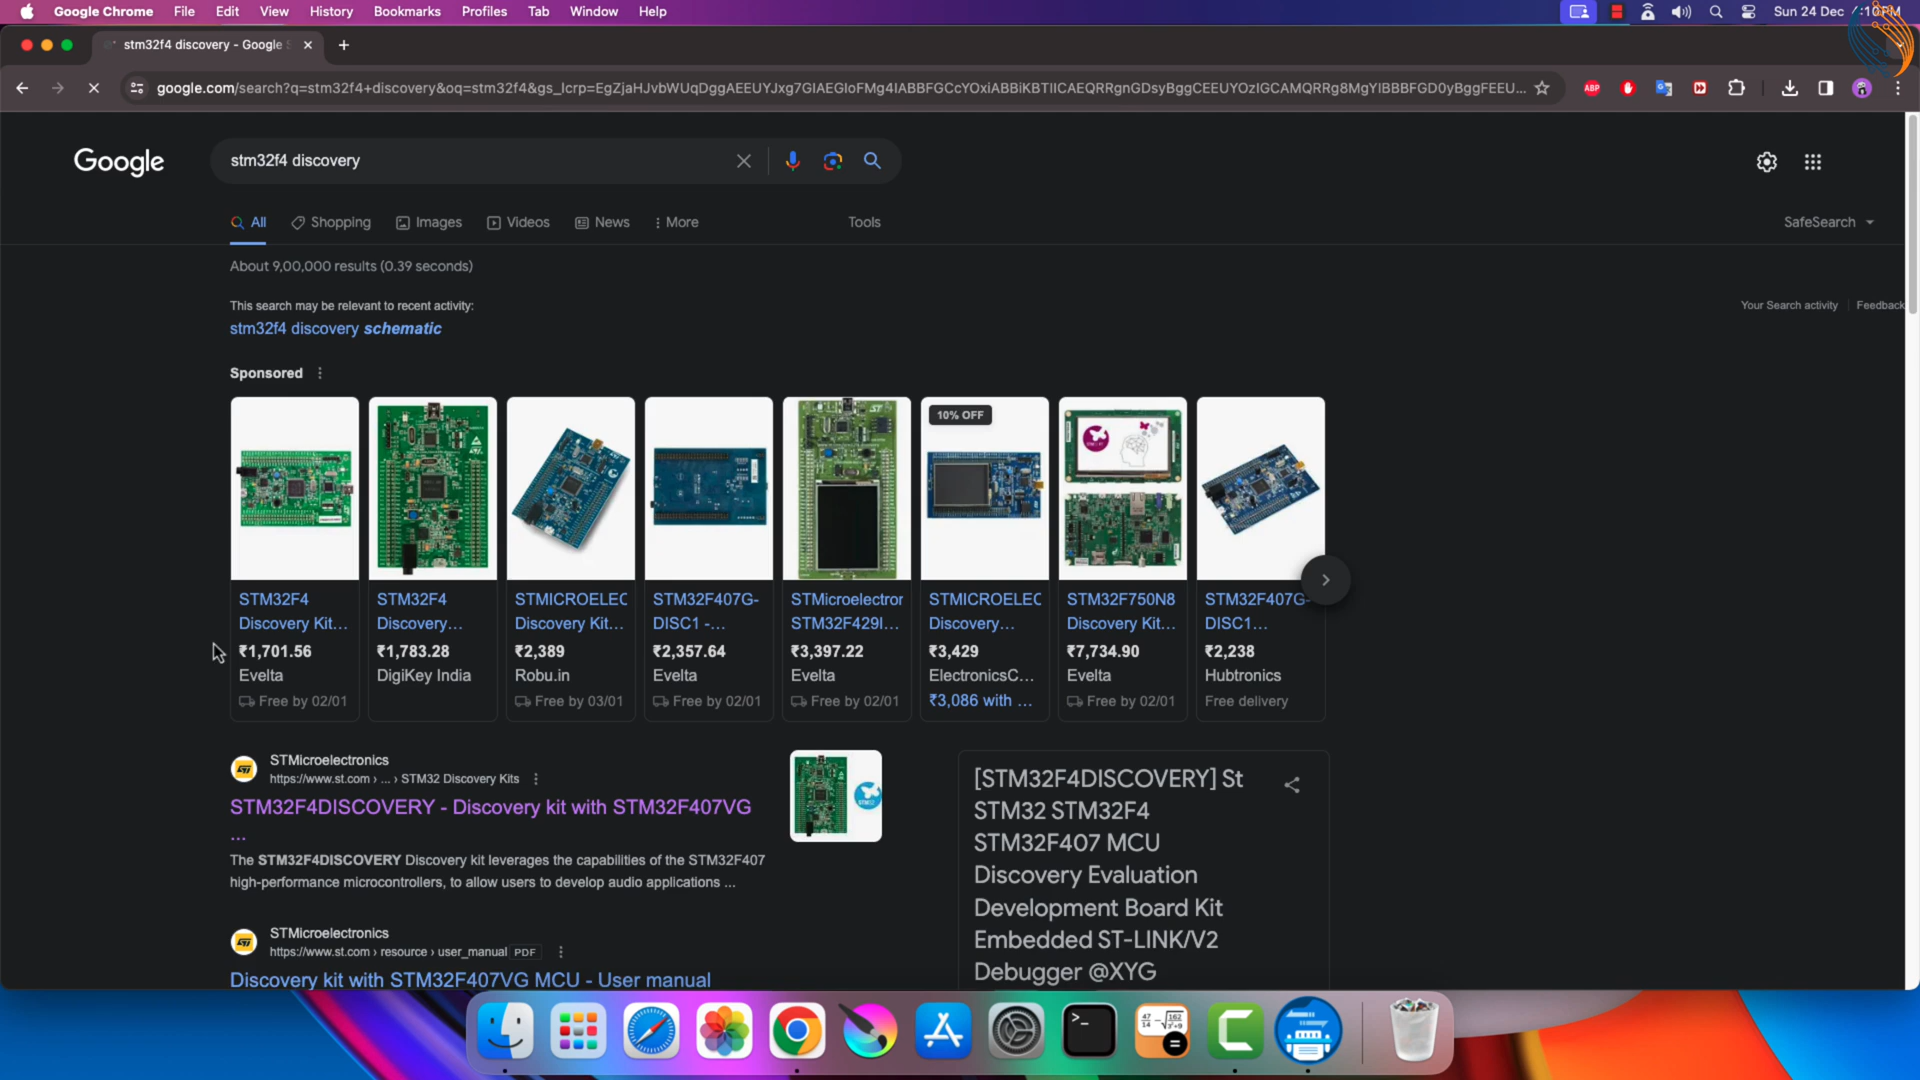 Google Chrome File Edit View History Bookmarks Profiles Tab Window Help Sun 24 Dec
stm32f4 discovery - Google
google.com/search?q=stm32f4+discovery&oq=stm32f4&gs_lcrp=EgZjaHJvbWUqDggAEEUYJxg7GIAEGIoFMg4IABBFGCcYOxiABBiKBTIICAEQRRgnGDsyBggCEEUYOzIGCAMQRRg8MgYIBBBFGD0yBggFEEU...
ABP
Google stm32f4 discovery
All Shopping Images Videos News More Tools SafeSearch
About 9,00,000 results (0.39 seconds)
This search may be relevant to recent activity: Your Search activity Feedback
stm32f4 discovery schematic
Sponsored
10% OFF
STM32F4 STM32F4 STMICROELEC STM32F407G- STMicroelectron STMICROELEC STM32F750N8 STM32F407G-
Discovery Kit... Discovery... Discovery Kit... DISC1 -... STM32F429I... Discovery... Discovery Kit... DISC1...
₹1,701.56 ₹1,783.28 ₹2,389 ₹2,357.64 ₹3,397.22 ₹3,429 ₹7,734.90 ₹2,238
Evelta DigiKey India Robu.in Evelta Evelta ElectronicsC... Evelta Hubtronics
Free by 02/01 Free by 03/01 Free by 02/01 Free by 02/01 ₹3,086 with ... Free by 02/01 Free delivery
STMicroelectronics
https://www.st.com › ... › STM32 Discovery Kits
STM32F4DISCOVERY - Discovery kit with STM32F407VG
...
The STM32F4DISCOVERY Discovery kit leverages the capabilities of the STM32F407
high-performance microcontrollers, to allow users to develop audio applications ...
STMicroelectronics
https://www.st.com › resource › user_manual PDF
Discovery kit with STM32F407VG MCU - User manual
[STM32F4DISCOVERY] St
STM32 STM32F4
STM32F407 MCU
Discovery Evaluation
Development Board Kit
Embedded ST-LINK/V2
Debugger @XYG